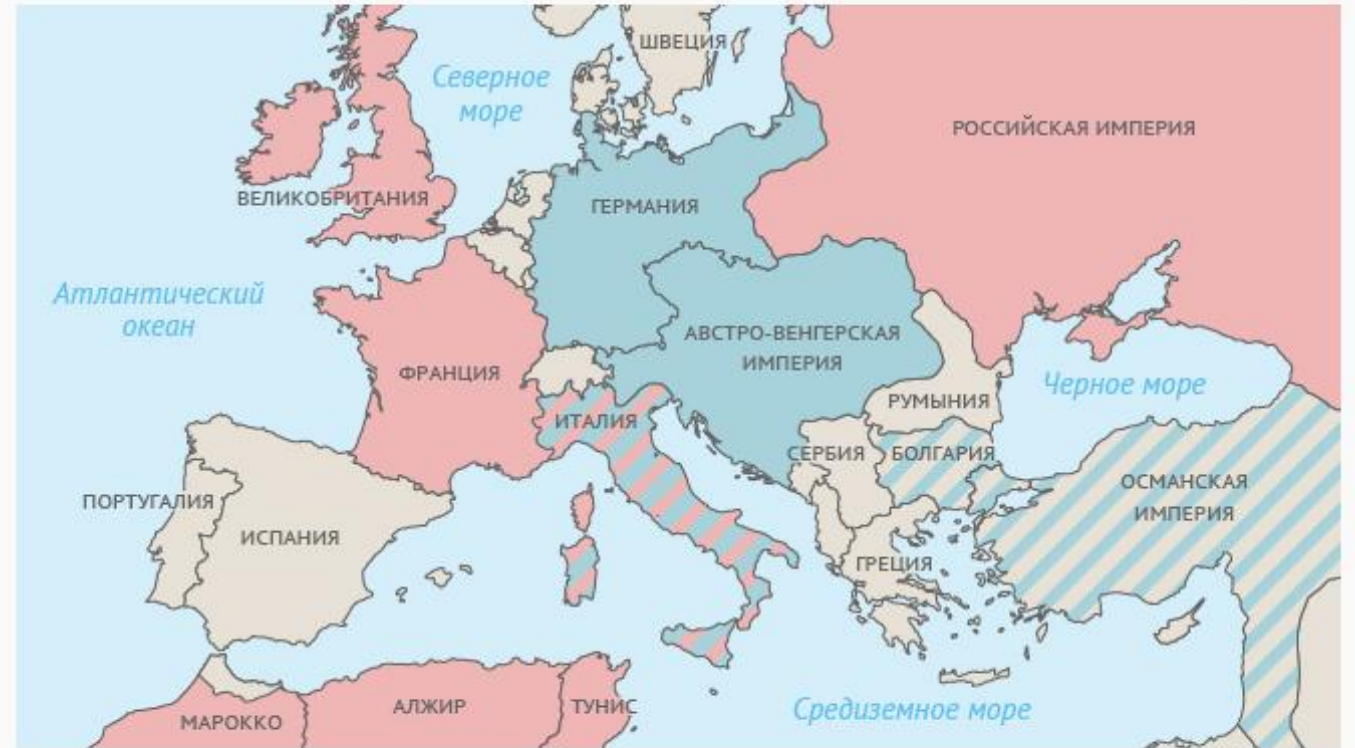 ШВЕЦИЯ
Северное
море
РОССИЙСКАЯ ИМПЕРИЯ
ВЕЛИКОБРИТАНИЯ
ГЕРМАНИЯ
Атлантический
океан
АВСТРО-ВЕНГЕРСКАЯ
ИМПЕРИЯ
ФРАНЦИЯ
Черное море
РУМЫНИЯ
ИТАЛИЯ
СЕРБИЯ
БОЛГАРИЯ
ОСМАНСКАЯ
ИМПЕРИЯ
ПОРТУГАЛИЯ
ИСПАНИЯ
ГРЕЦИЯ
МАРОККО
АЛЖИР
ТУНИС
Средиземное море